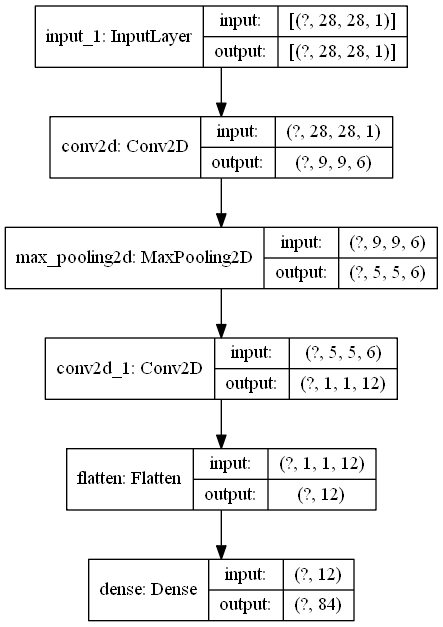 input_1: InputLayer
input: [(?, 28, 28, 1)]
output: [(?, 28, 28, 1)]
conv2d: Conv2D
input: (?, 28, 28, 1)
output: (?, 9, 9, 6)
max_pooling2d: MaxPooling2D
input: (?, 9, 9, 6)
output: (?, 5, 5, 6)
conv2d_1: Conv2D
input: (?, 5, 5, 6)
output: (?, 1, 1, 12)
flatten: Flatten
input: (?, 1, 1, 12)
output: (?, 12)
dense: Dense
input: (?, 12)
output: (?, 84)